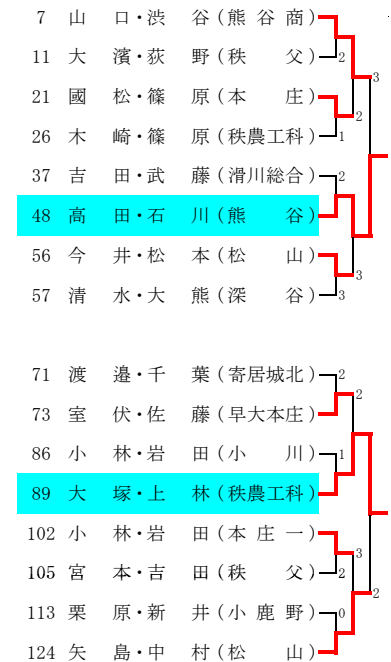 7 山 口・渋 谷 (熊 谷 商)
11 大 濱・荻 野 (秩 父) 2
3
21 國 松・篠 原 (本 庄)
2
26 木 崎・篠 原 (秩農工科) 1
37 吉 田・武 藤 (滑川総合) 2
48 高 田・石 川 (熊 谷)
56 今 井・松 本 (松 山)
3
57 清 水・大 熊 (深 谷) 3
71 渡 邉・千 葉 (寄居城北) 2
2
73 室 伏・佐 藤 (早大本庄)
86 小 林・岩 田 (小 川) 1
89 大 塚・上 林 (秩農工科)
102 小 林・岩 田 (本 庄 一)
3
105 宮 本・吉 田 (秩 父) 2
2
113 栗 原・新 井 (小 鹿 野) 0
124 矢 島・中 村 (松 山)